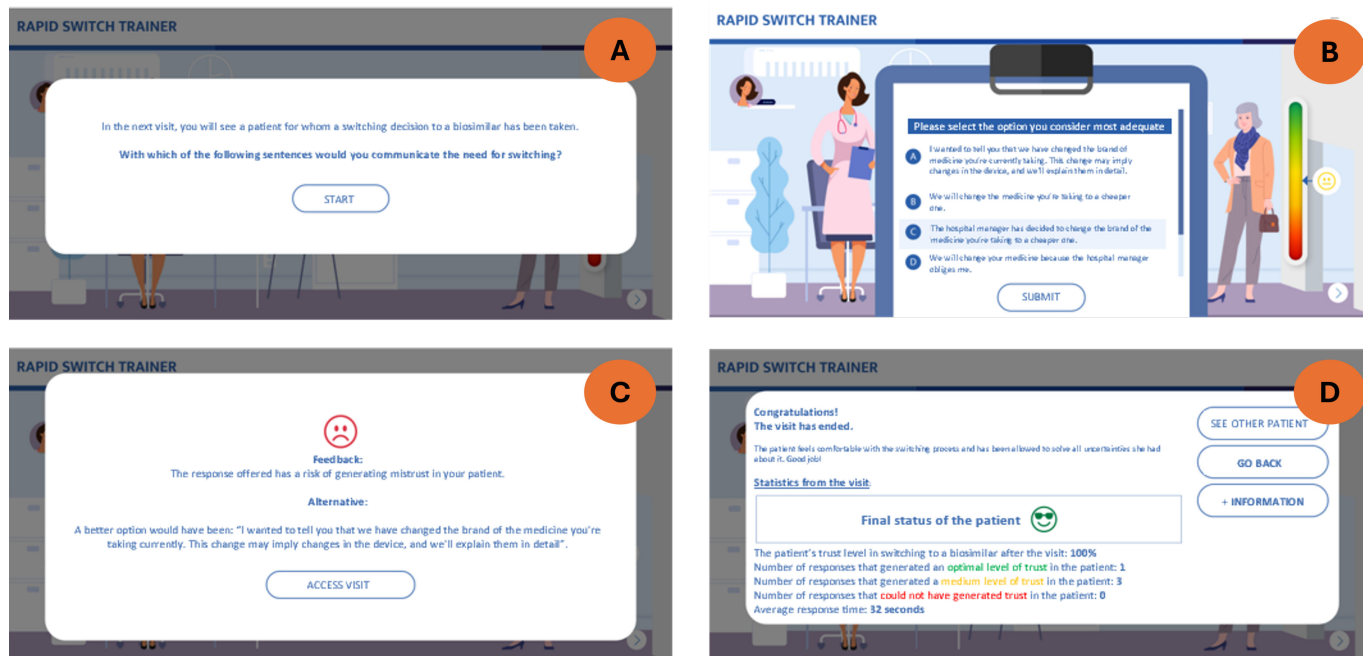 RAPID SWITCH TRAINER
A
In the next visit, you will see a patient for whom a switching decision to a biosimilar has been taken.
With which of the following sentences would you communicate the need for switching?
START
RAPID SWITCH TRAINER
B
Please select the option you consider most adequate
A
I wanted to tell you that we have changed the brand of
medicine you're currently taking. This change may imply
changes in the device, and we'll explain them in detail.
B
We will change the medicine you're taking to a cheaper
one.
C
The hospital manager has decided to change the brand of the
medicine you're taking to a cheaper one.
D
We will change your medicine because the hospital manager
obliges me.
SUBMIT
RAPID SWITCH TRAINER
C
Feedback:
The response offered has a risk of generating mistrust in your patient.
Alternative:
A better option would have been: "I wanted to tell you that we have changed the brand of the medicine you're
taking currently. This change may imply changes in the device, and we'll explain them in detail".
ACCESS VISIT
RAPID SWITCH TRAINER
D
Congratulations!
The visit has ended.
The patient feels comfortable with the switching process and has been allowed to solve all uncertainties she had
about it. Good job!
Statistics from the visit:
Final status of the patient
The patient's trust level in switching to a biosimilar after the visit: 100%
Number of responses that generated an optimal level of trust in the patient: 1
Number of responses that generated a medium level of trust in the patient: 3
Number of responses that could not have generated trust in the patient: 0
Average response time: 32 seconds
SEE OTHER PATIENT
GO BACK
+ INFORMATION